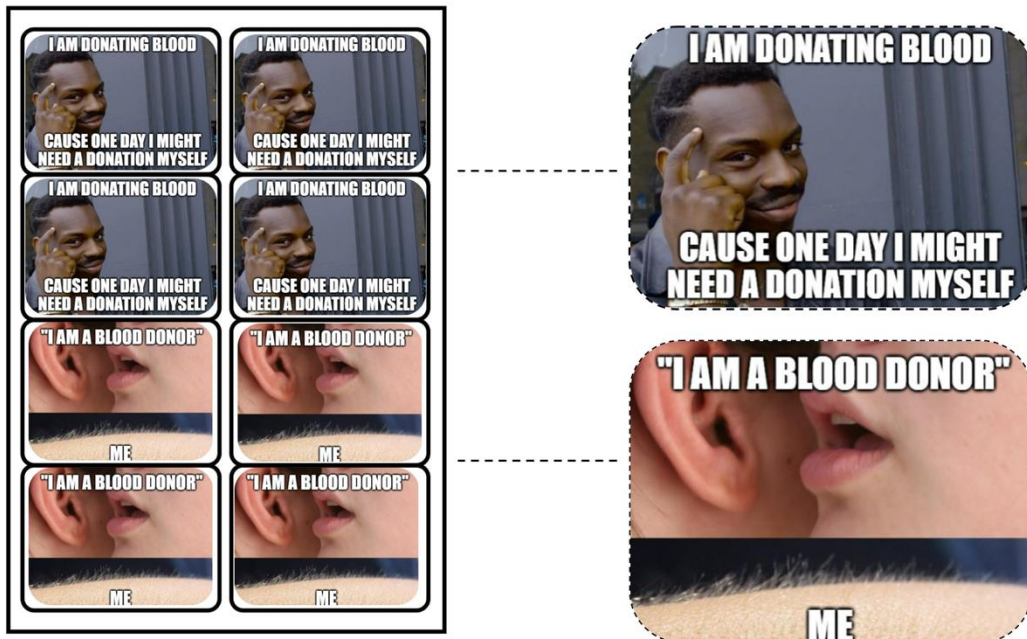 I AM DONATING BLOOD
CAUSE ONE DAY I MIGHT
NEED A DONATION MYSELF
I AM DONATING BLOOD
CAUSE ONE DAY I MIGHT
NEED A DONATION MYSELF
I AM DONATING BLOOD
CAUSE ONE DAY I MIGHT
NEED A DONATION MYSELF
I AM DONATING BLOOD
CAUSE ONE DAY I MIGHT
NEED A DONATION MYSELF
"I AM A BLOOD DONOR"
ME
"I AM A BLOOD DONOR"
ME
"I AM A BLOOD DONOR"
ME
"I AM A BLOOD DONOR"
ME
I AM DONATING BLOOD
CAUSE ONE DAY I MIGHT
NEED A DONATION MYSELF
"I AM A BLOOD DONOR"
ME